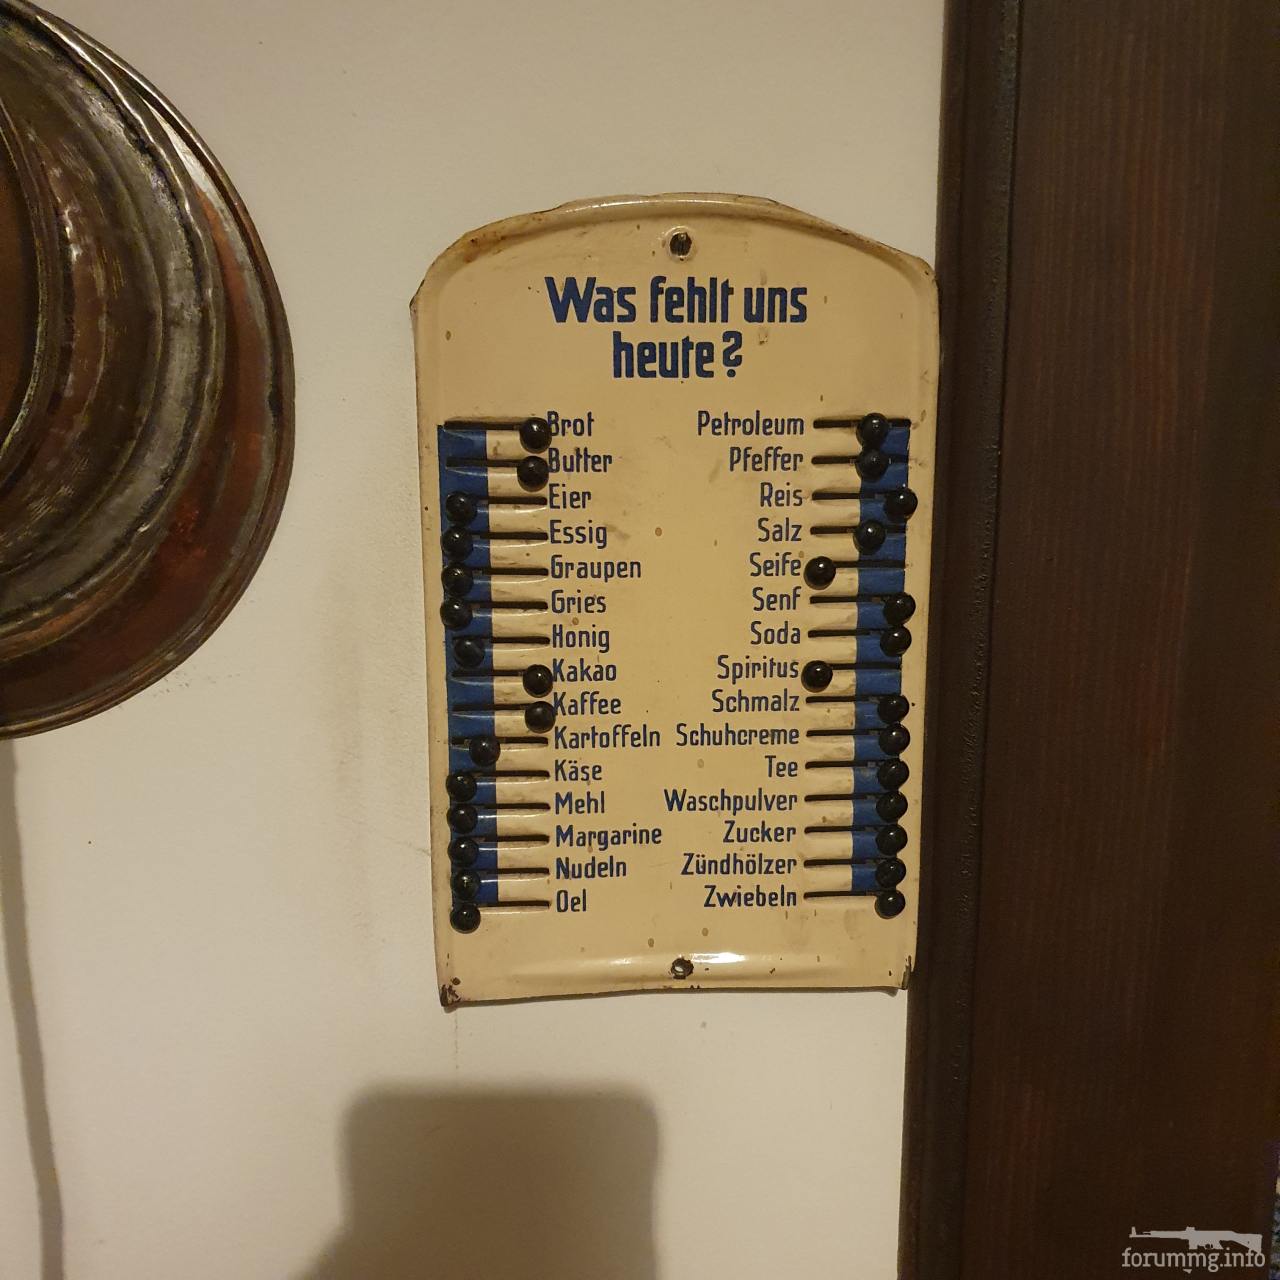 Was fehlt uns
heute?
Brot
Butter
Eier
Essig
Graupen
Gries
Honig
Kakao
Kaffee
Kartoffeln
Käse
Mehl
Margarine
Nudeln
Oel
Petroleum
Pfeffer
Reis
Salz
Seife
Senf
Soda
Spiritus
Schmalz
Schuhcreme
Tee
Waschpulver
Zucker
Zündhölzer
Zwiebeln
forummg.info